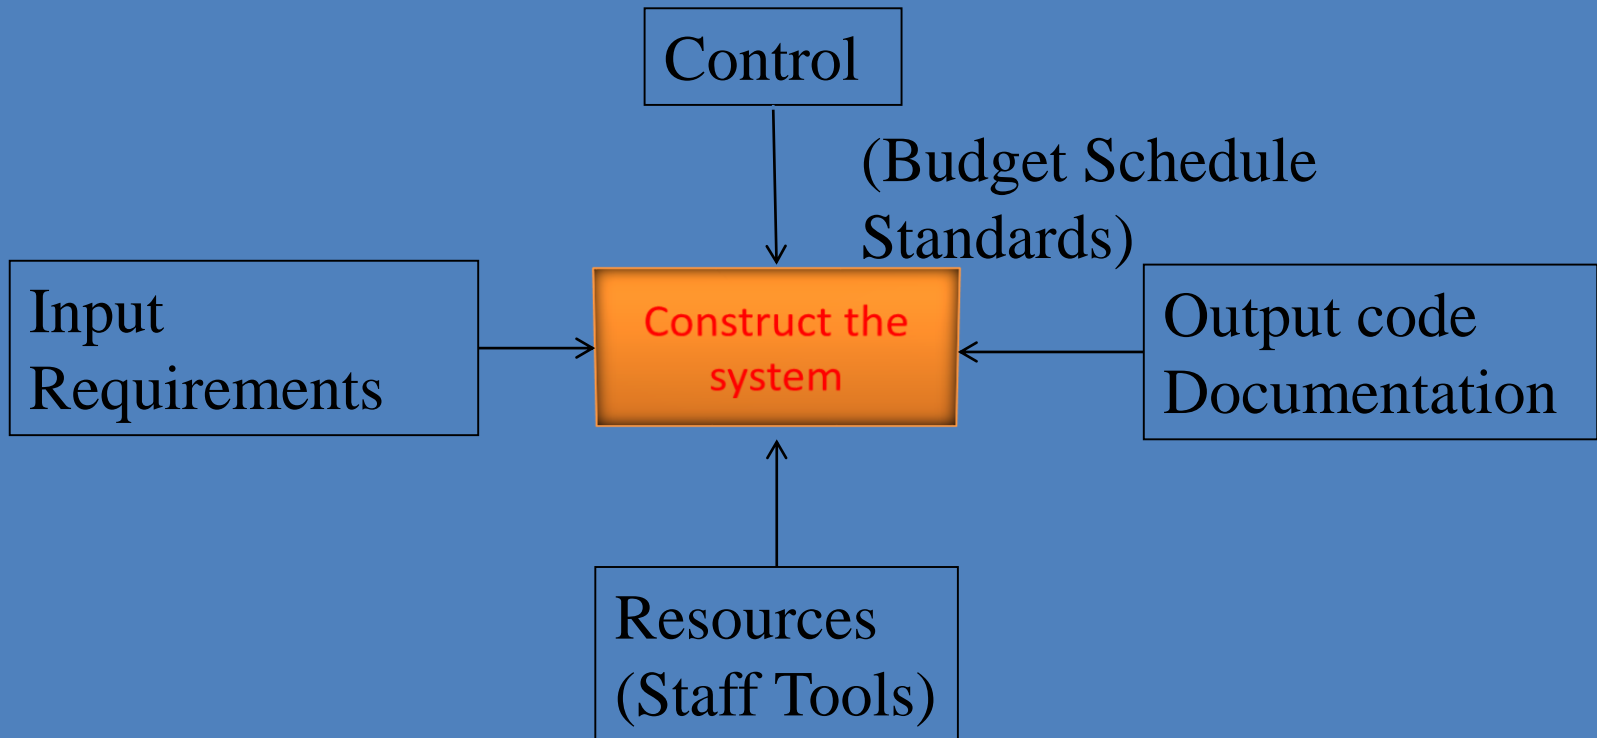 Control
(Budget Schedule
Standards)
Input
Requirements
Construct the
system
Output code
Documentation
Resources
(Staff Tools)